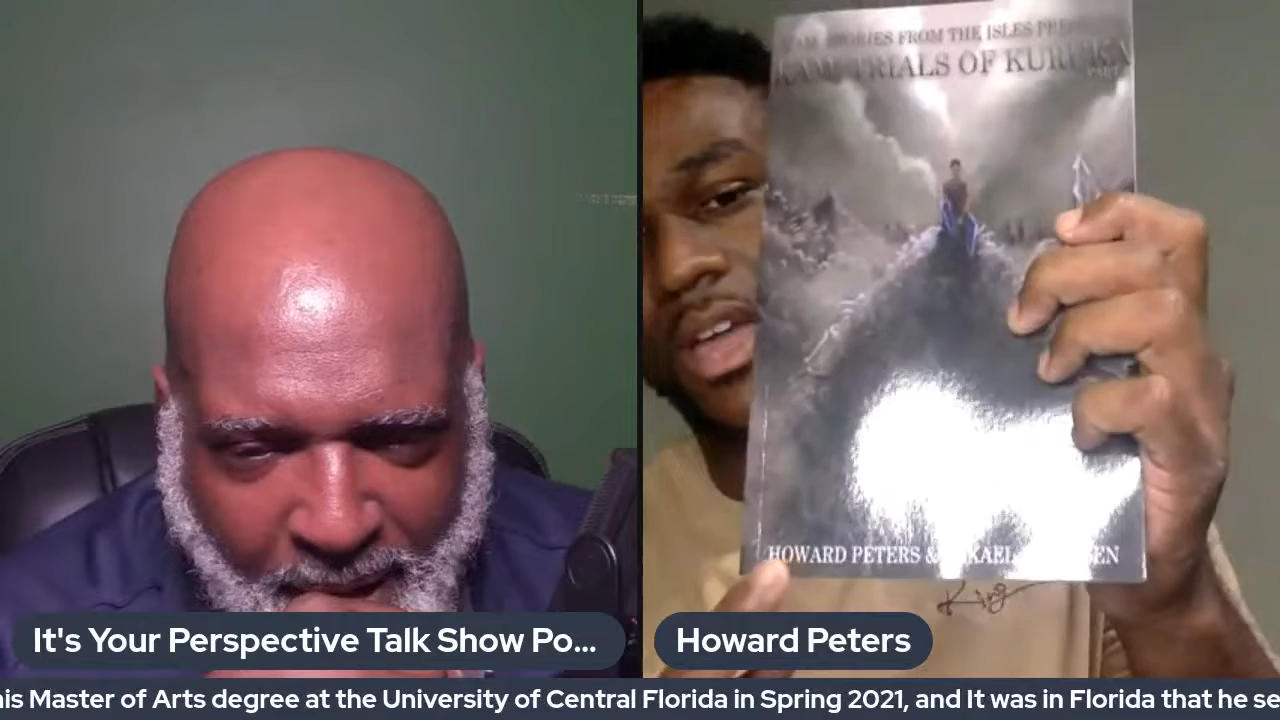 STORIES FROM THE ISLES
TRIALS OF KURUKA
HOWARD PETERS &
King
It's Your Perspective Talk Show Po...
Howard Peters
his Master of Arts degree at the University of Central Florida in Spring 2021, and It was in Florida that he se